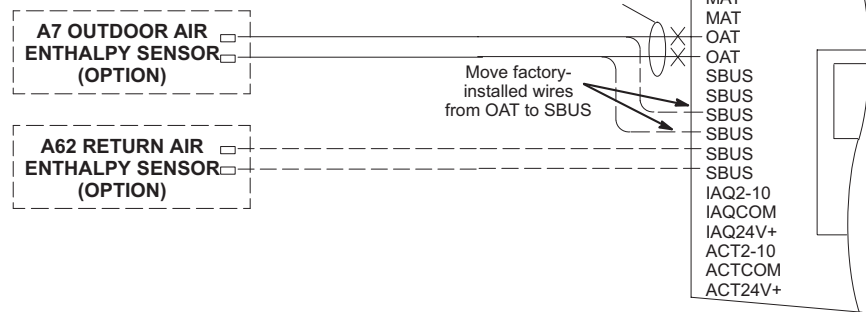 MAT
MAT
OAT
OAT
SBUS
SBUS
SBUS
SBUS
SBUS
SBUS
IAQ2-10
IAQCOM
IAQ24V+
ACT2-10
ACTCOM
ACT24V+
A7 OUTDOOR AIR
ENTHALPY SENSOR
(OPTION)
Move factory-
installed wires
from OAT to SBUS
A62 RETURN AIR
ENTHALPY SENSOR
(OPTION)